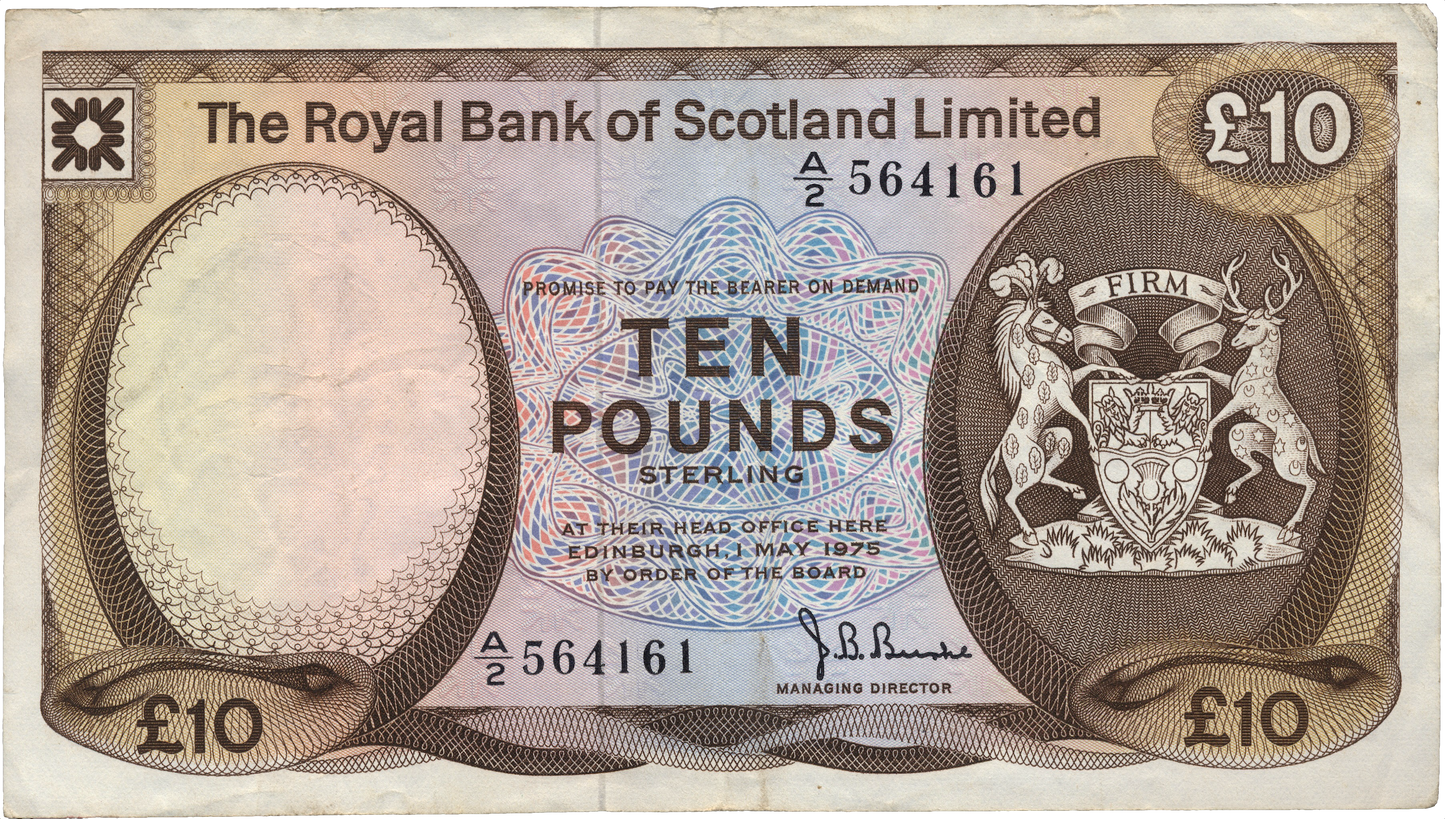 The Royal Bank of Scotland Limited
£10
A/2 564161
PROMISE TO PAY THE BEARER ON DEMAND
FIRM
TEN
POUNDS
STERLING
AT THEIR HEAD OFFICE HERE
EDINBURGH, 1 MAY 1975
BY ORDER OF THE BOARD
A/2 564161
J.B. Burke
MANAGING DIRECTOR
£10
£10